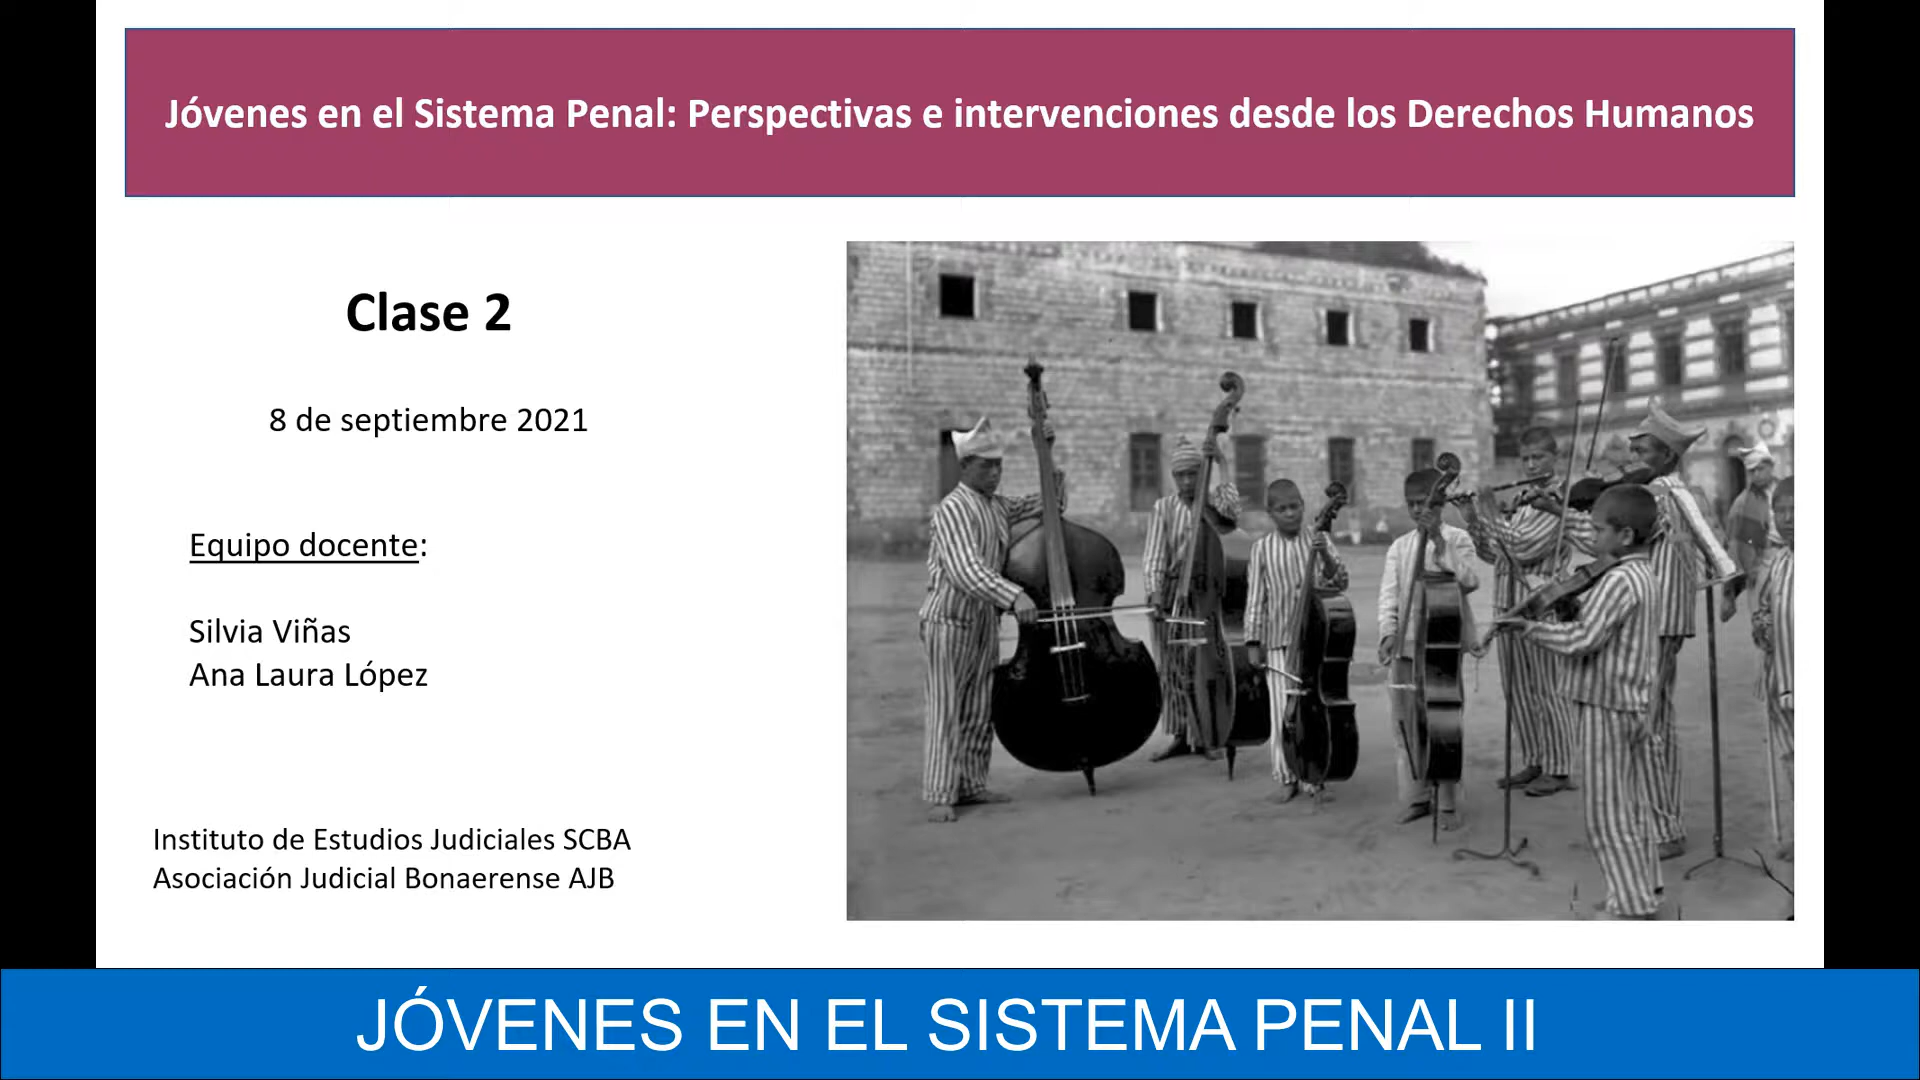 Jóvenes en el Sistema Penal: Perspectivas e intervenciones desde los Derechos Humanos
Clase 2
8 de septiembre 2021
Equipo docente:
Silvia Viñas
Ana Laura López
Instituto de Estudios Judiciales SCBA
Asociación Judicial Bonaerense AJB
JÓVENES EN EL SISTEMA PENAL II